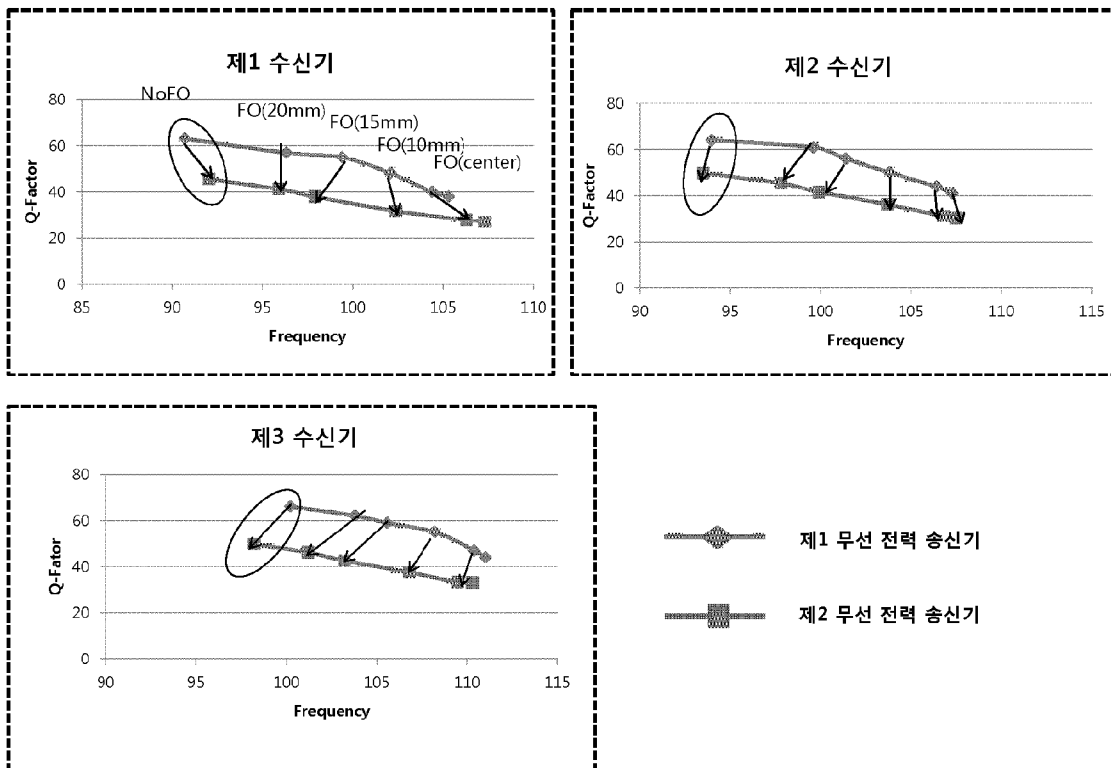 제1 수신기
NoFO
FO(20mm)
FO(15mm)
FO(10mm)
FO(center)
80
60
40
20
0
Q-Factor
85 90 95 100 105 110
Frequency
제2 수신기
80
60
40
20
0
Q-Factor
90 95 100 105 110 115
Frequency
제3 수신기
80
60
40
20
0
Q-Fator
90 95 100 105 110 115
Frequency
제1 무선 전력 송신기
제2 무선 전력 송신기